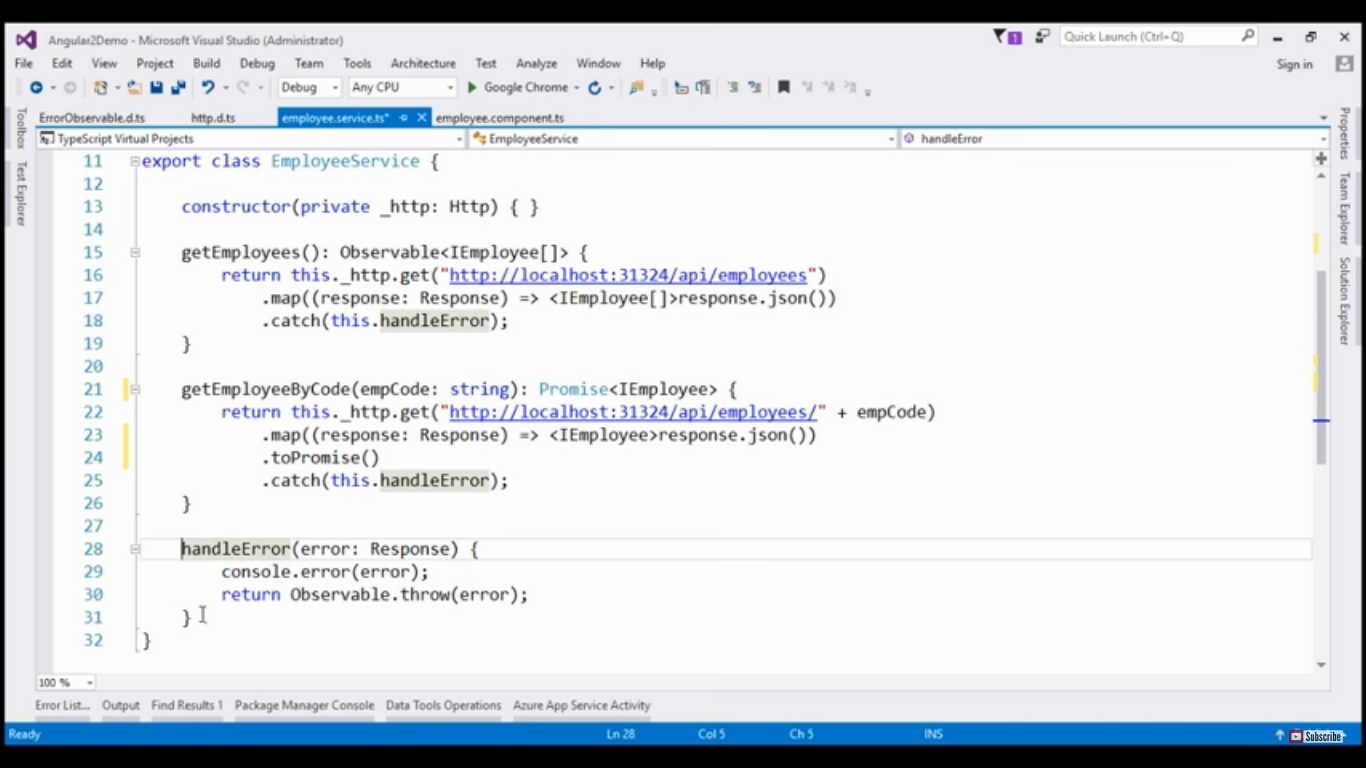 Angular2Demo - Microsoft Visual Studio (Administrator)
1
Quick Launch (Ctrl+Q)
File Edit View Project Build Debug Team Tools Architecture Test Analyze Window Help
Sign in
Debug Any CPU Google Chrome
ErrorObservable.d.ts http.d.ts employee.service.ts* employee.component.ts
TypeScript Virtual Projects EmployeeService handleError
Toolbox
Test Explorer
Properties
Team Explorer
Solution Explorer
11 export class EmployeeService {
12
13 constructor(private _http: Http) { }
14
15 getEmployees(): Observable<IEmployee[]> {
16 return this._http.get("http://localhost:31324/api/employees")
17 .map((response: Response) => <IEmployee[]>response.json())
18 .catch(this.handleError);
19 }
20
21 getEmployeeByCode(empCode: string): Promise<IEmployee> {
22 return this._http.get("http://localhost:31324/api/employees/" + empCode)
23 .map((response: Response) => <IEmployee>response.json())
24 .toPromise()
25 .catch(this.handleError);
26 }
27
28 handleError(error: Response) {
29 console.error(error);
30 return Observable.throw(error);
31 }
32 }
100 %
Error List... Output Find Results 1 Package Manager Console Data Tools Operations Azure App Service Activity
Ready Ln 28 Col 5 Ch 5 INS
Subscribe